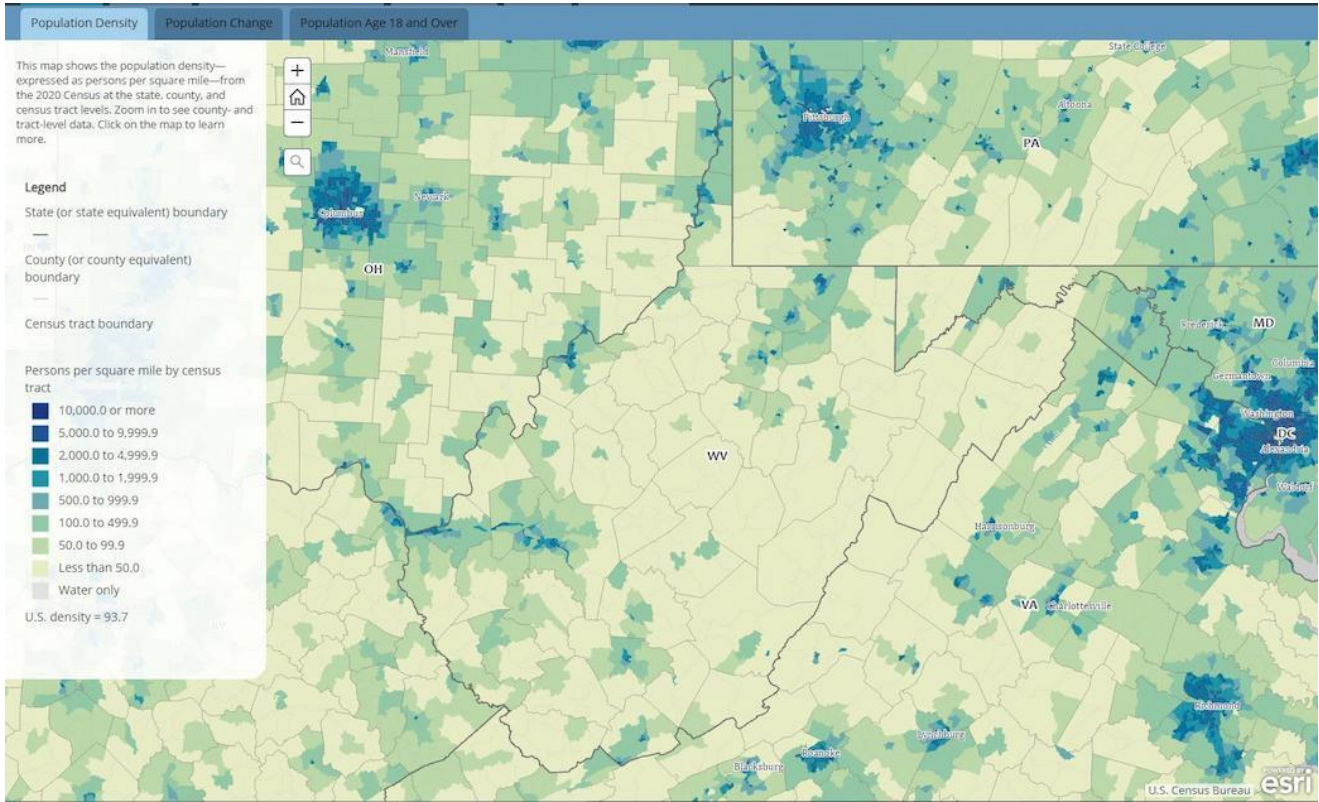 Population Density
Population Change
Population Age 18 and Over
This map shows the population density—
expressed as persons per square mile—from
the 2020 Census at the state, county, and
census tract levels. Zoom in to see county- and
tract-level data. Click on the map to learn
more.
Legend
State (or state equivalent) boundary
County (or county equivalent)
boundary
Census tract boundary
Persons per square mile by census
tract
10,000.0 or more
5,000.0 to 9,999.9
2,000.0 to 4,999.9
1,000.0 to 1,999.9
500.0 to 999.9
100.0 to 499.9
50.0 to 99.9
Less than 50.0
Water only
U.S. density = 93.7
+
−
Mansfield
State College
Pittsburgh
Altoona
PA
Newark
Columbus
OH
Frederick
MD
Columbia
Germantown
Washington
DC
Alexandria
Waldorf
WV
Harrisonburg
VA
Charlottesville
Richmond
Lynchburg
Roanoke
Blacksburg
U.S. Census Bureau
POWERED BY
esri